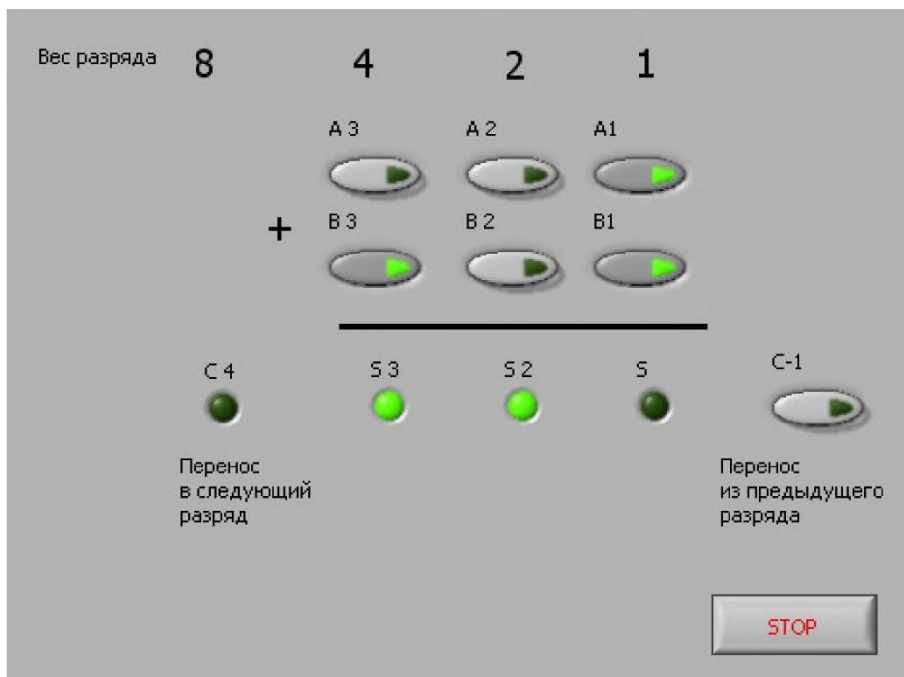 Вес разряда 8 4 2 1
A 3 A 2 A1
+ B 3 B 2 B1
C 4 S 3 S 2 S C-1
Перенос
в следующий
разряд
Перенос
из предыдущего
разряда
STOP